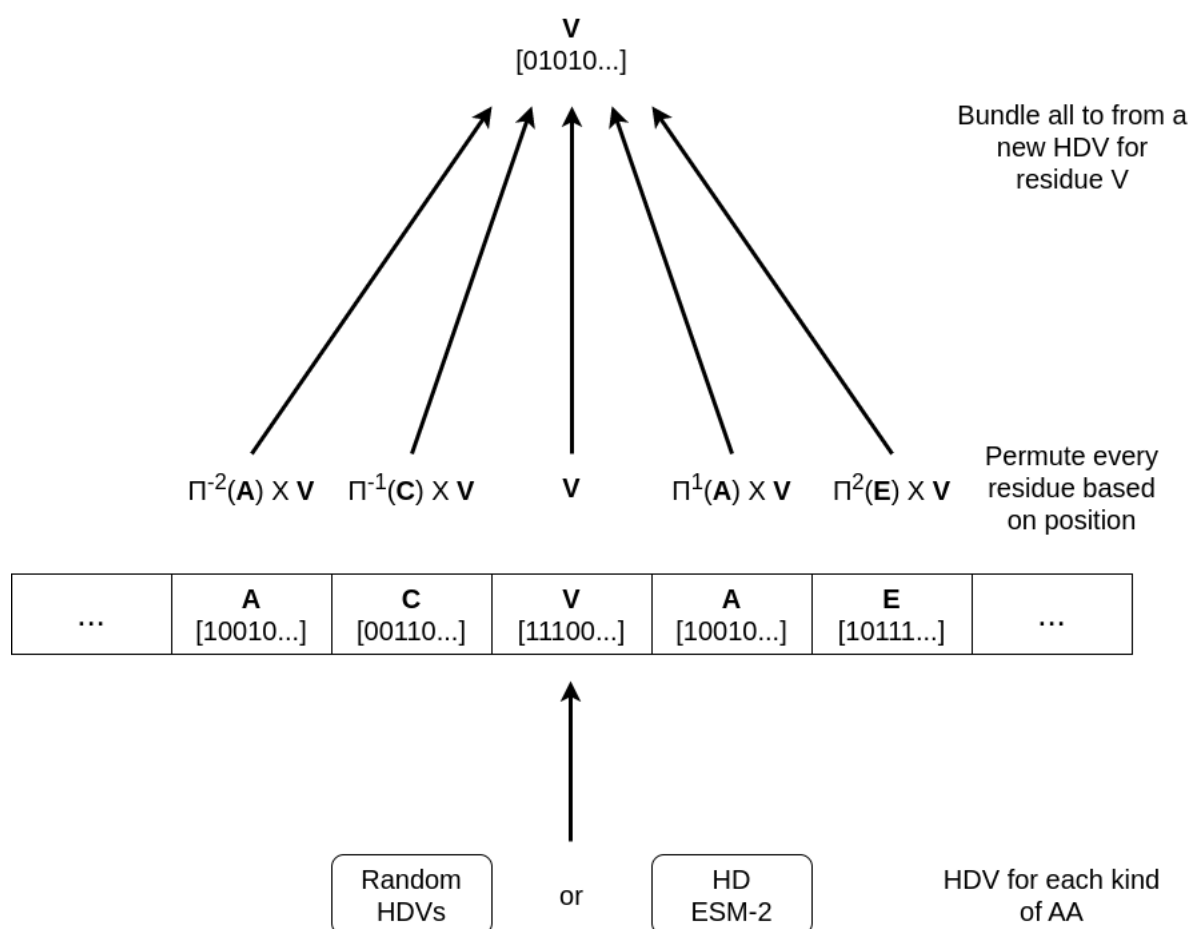 V
[01010...]
Bundle all to from a
new HDV for
residue V
Π⁻²(A) X V
Π⁻¹(C) X V
V
Π¹(A) X V
Π²(E) X V
Permute every
residue based
on position
...
A
[10010...]
C
[00110...]
V
[11100...]
A
[10010...]
E
[10111...]
...
Random
HDVs
or
HD
ESM-2
HDV for each kind
of AA